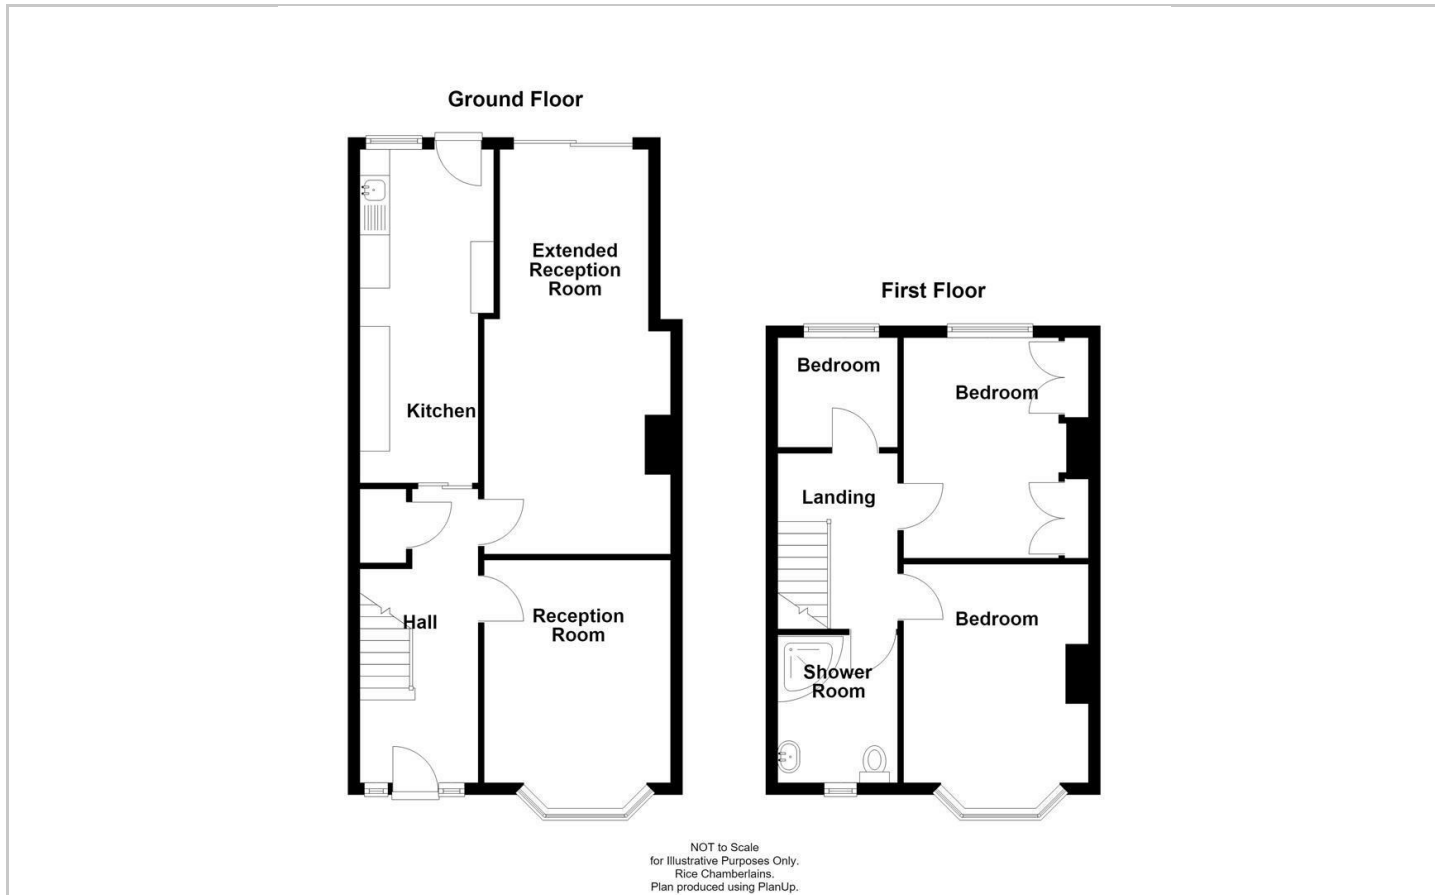 Ground Floor
Extended
Reception
Room
Kitchen
Hall
Reception
Room
First Floor
Bedroom
Bedroom
Landing
Bedroom
Shower
Room
NOT to Scale
for Illustrative Purposes Only.
Rice Chamberlains.
Plan produced using PlanUp.